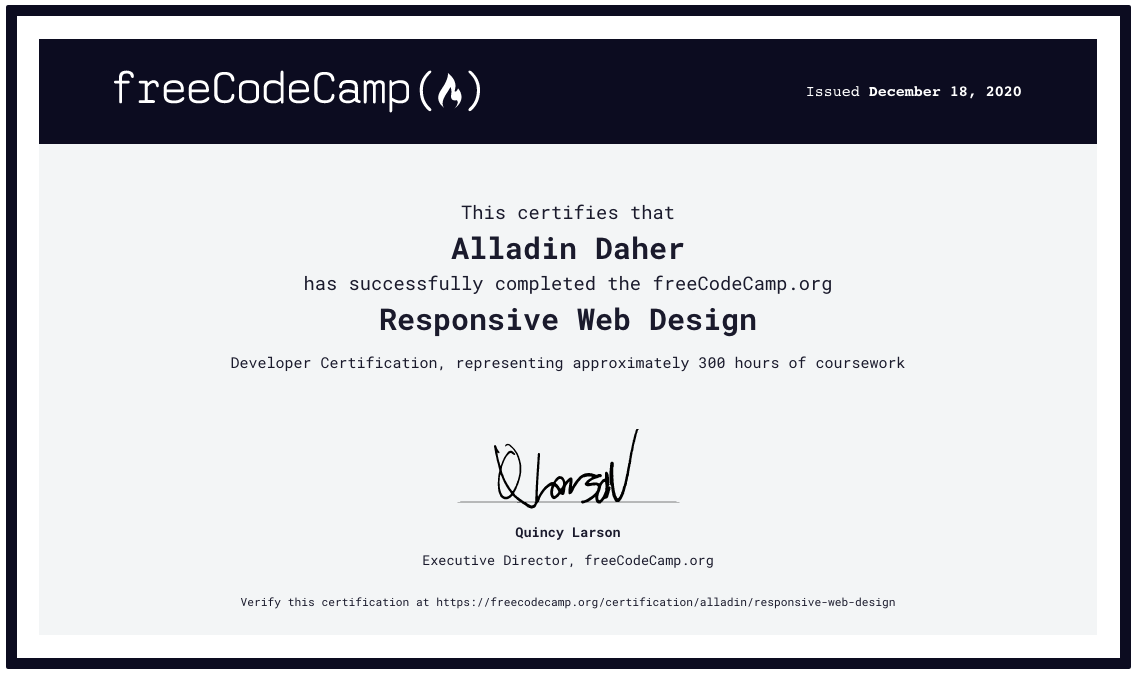 freeCodeCamp(🔥)
Issued December 18, 2020
This certifies that
Alladin Daher
has successfully completed the freeCodeCamp.org
Responsive Web Design
Developer Certification, representing approximately 300 hours of coursework
Q Larson
Quincy Larson
Executive Director, freeCodeCamp.org
Verify this certification at https://freecodecamp.org/certification/alladin/responsive-web-design